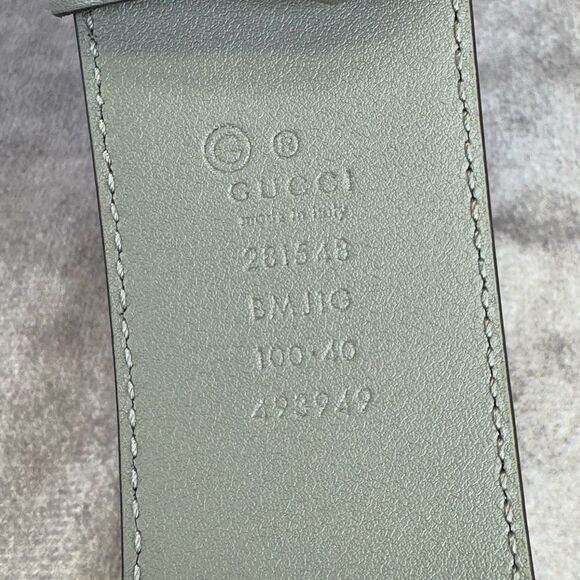 G ®
GUCCI
made in italy
281548
BMJ1G
100·40
493949